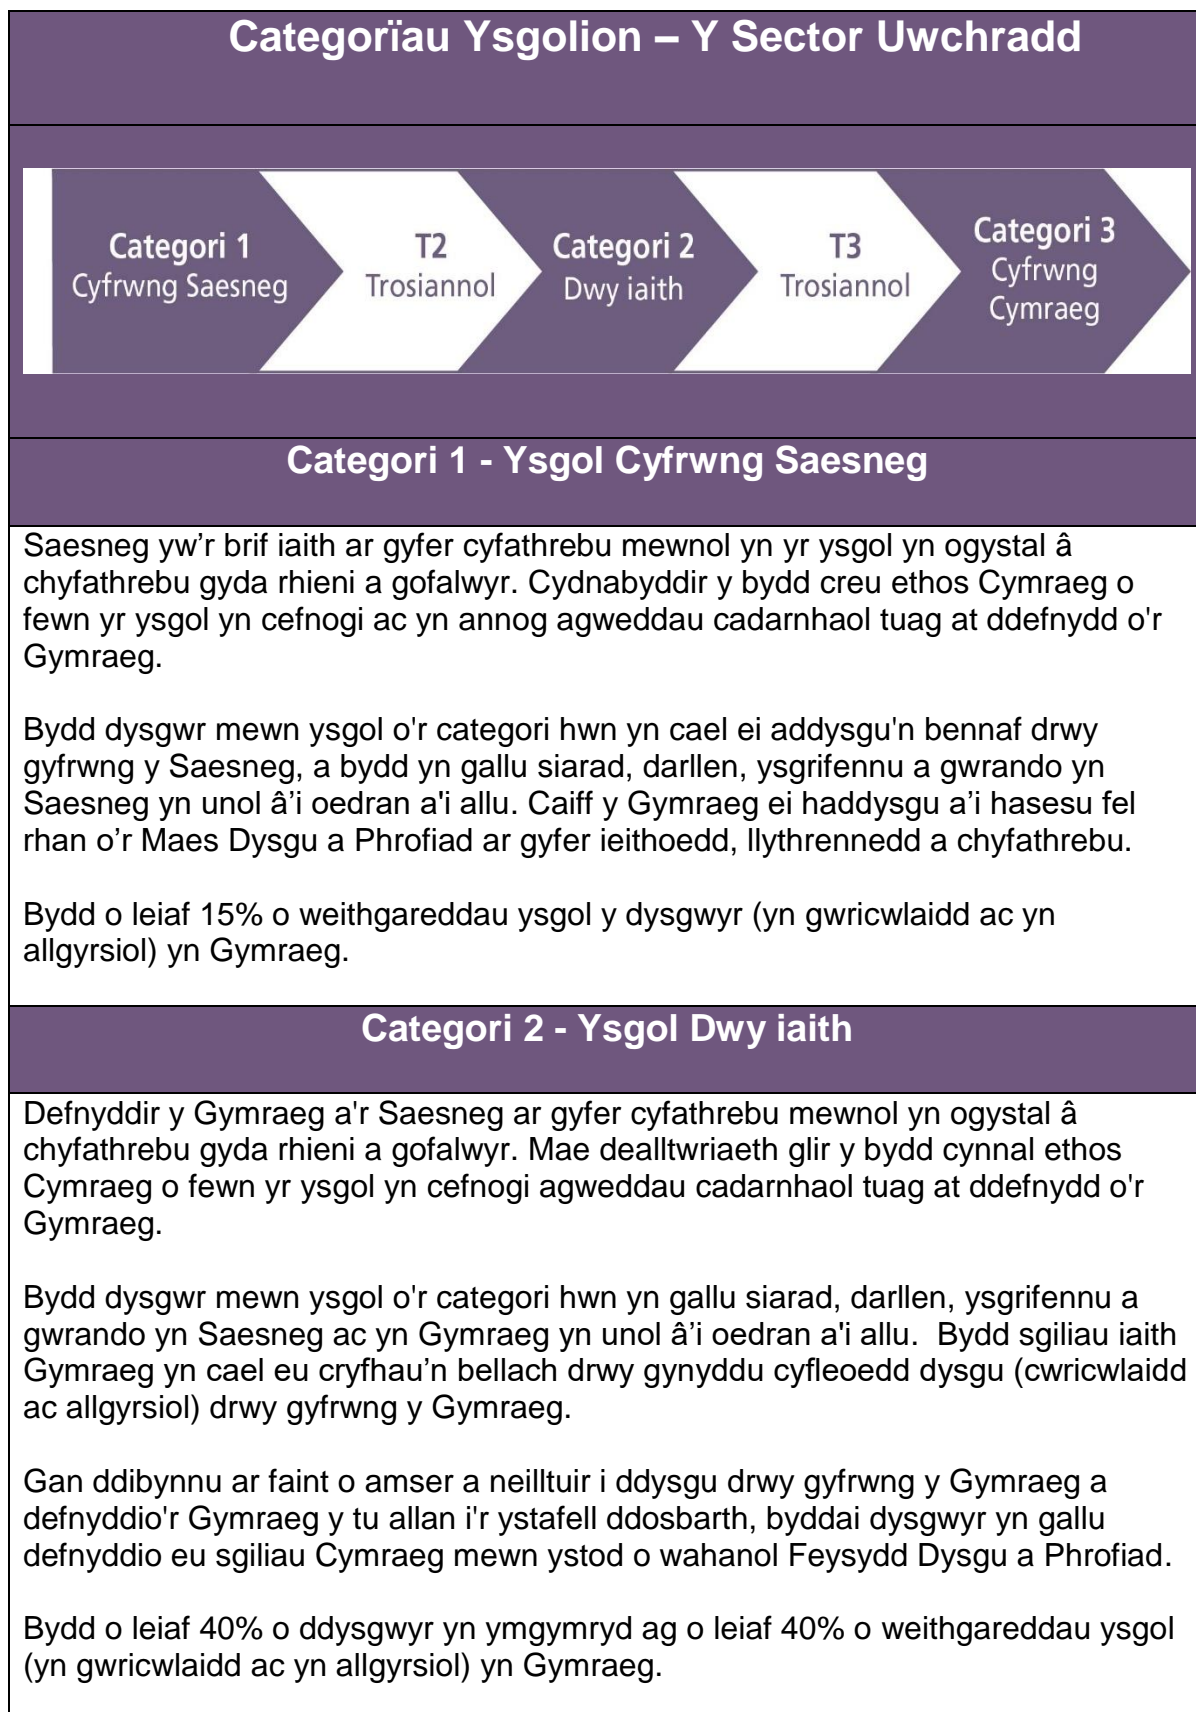 Categorïau Ysgolion – Y Sector Uwchradd
Categori 1
Cyfrwng Saesneg
T2
Trosiannol
Categori 2
Dwy iaith
T3
Trosiannol
Categori 3
Cyfrwng
Cymraeg
Categori 1 - Ysgol Cyfrwng Saesneg
Saesneg yw’r brif iaith ar gyfer cyfathrebu mewnol yn yr ysgol yn ogystal â
chyfathrebu gyda rhieni a gofalwyr. Cydnabyddir y bydd creu ethos Cymraeg o
fewn yr ysgol yn cefnogi ac yn annog agweddau cadarnhaol tuag at ddefnydd o'r
Gymraeg.
Bydd dysgwr mewn ysgol o'r categori hwn yn cael ei addysgu'n bennaf drwy
gyfrwng y Saesneg, a bydd yn gallu siarad, darllen, ysgrifennu a gwrando yn
Saesneg yn unol â’i oedran a'i allu. Caiff y Gymraeg ei haddysgu a’i hasesu fel
rhan o’r Maes Dysgu a Phrofiad ar gyfer ieithoedd, llythrennedd a chyfathrebu.
Bydd o leiaf 15% o weithgareddau ysgol y dysgwyr (yn gwricwlaidd ac yn
allgyrsiol) yn Gymraeg.
Categori 2 - Ysgol Dwy iaith
Defnyddir y Gymraeg a'r Saesneg ar gyfer cyfathrebu mewnol yn ogystal â
chyfathrebu gyda rhieni a gofalwyr. Mae dealltwriaeth glir y bydd cynnal ethos
Cymraeg o fewn yr ysgol yn cefnogi agweddau cadarnhaol tuag at ddefnydd o'r
Gymraeg.
Bydd dysgwr mewn ysgol o'r categori hwn yn gallu siarad, darllen, ysgrifennu a
gwrando yn Saesneg ac yn Gymraeg yn unol â’i oedran a'i allu.  Bydd sgiliau iaith
Gymraeg yn cael eu cryfhau’n bellach drwy gynyddu cyfleoedd dysgu (cwricwlaidd
ac allgyrsiol) drwy gyfrwng y Gymraeg.
Gan ddibynnu ar faint o amser a neilltuir i ddysgu drwy gyfrwng y Gymraeg a
defnyddio'r Gymraeg y tu allan i'r ystafell ddosbarth, byddai dysgwyr yn gallu
defnyddio eu sgiliau Cymraeg mewn ystod o wahanol Feysydd Dysgu a Phrofiad.
Bydd o leiaf 40% o ddysgwyr yn ymgymryd ag o leiaf 40% o weithgareddau ysgol
(yn gwricwlaidd ac yn allgyrsiol) yn Gymraeg.